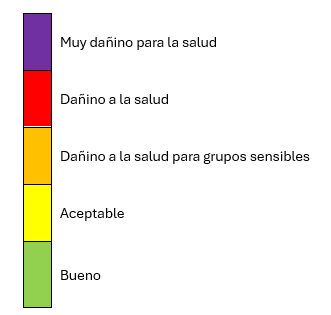 Muy dañino para la salud
Dañino a la salud
Dañino a la salud para grupos sensibles
Aceptable
Bueno